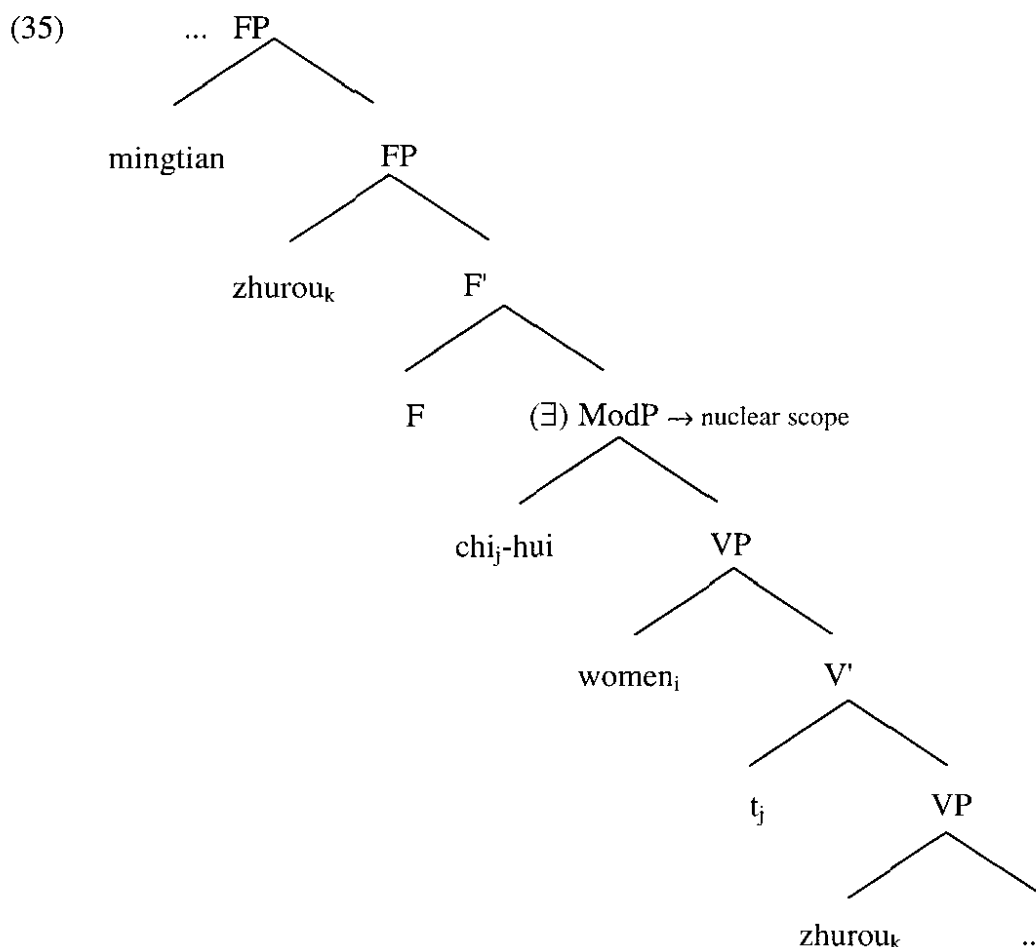 (35) ... FP
mingtian FP
zhurouₖ F'
F (∃) ModP → nuclear scope
chiⱼ-hui VP
womenᵢ V'
tⱼ VP
zhurouₖ ...